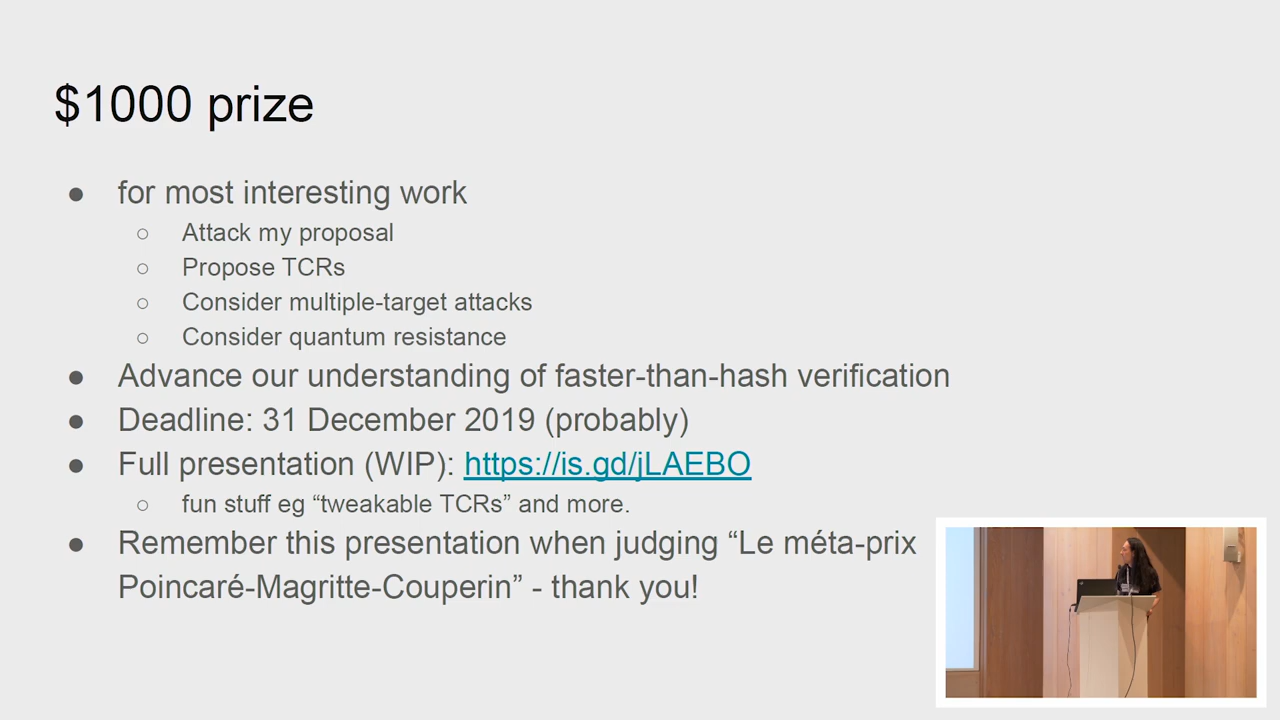 $1000 prize
● for most interesting work
○ Attack my proposal
○ Propose TCRs
○ Consider multiple-target attacks
○ Consider quantum resistance
● Advance our understanding of faster-than-hash verification
● Deadline: 31 December 2019 (probably)
● Full presentation (WIP): https://is.gd/jLAEBO
○ fun stuff eg “tweakable TCRs” and more.
● Remember this presentation when judging “Le méta-prix
Poincaré-Magritte-Couperin” - thank you!